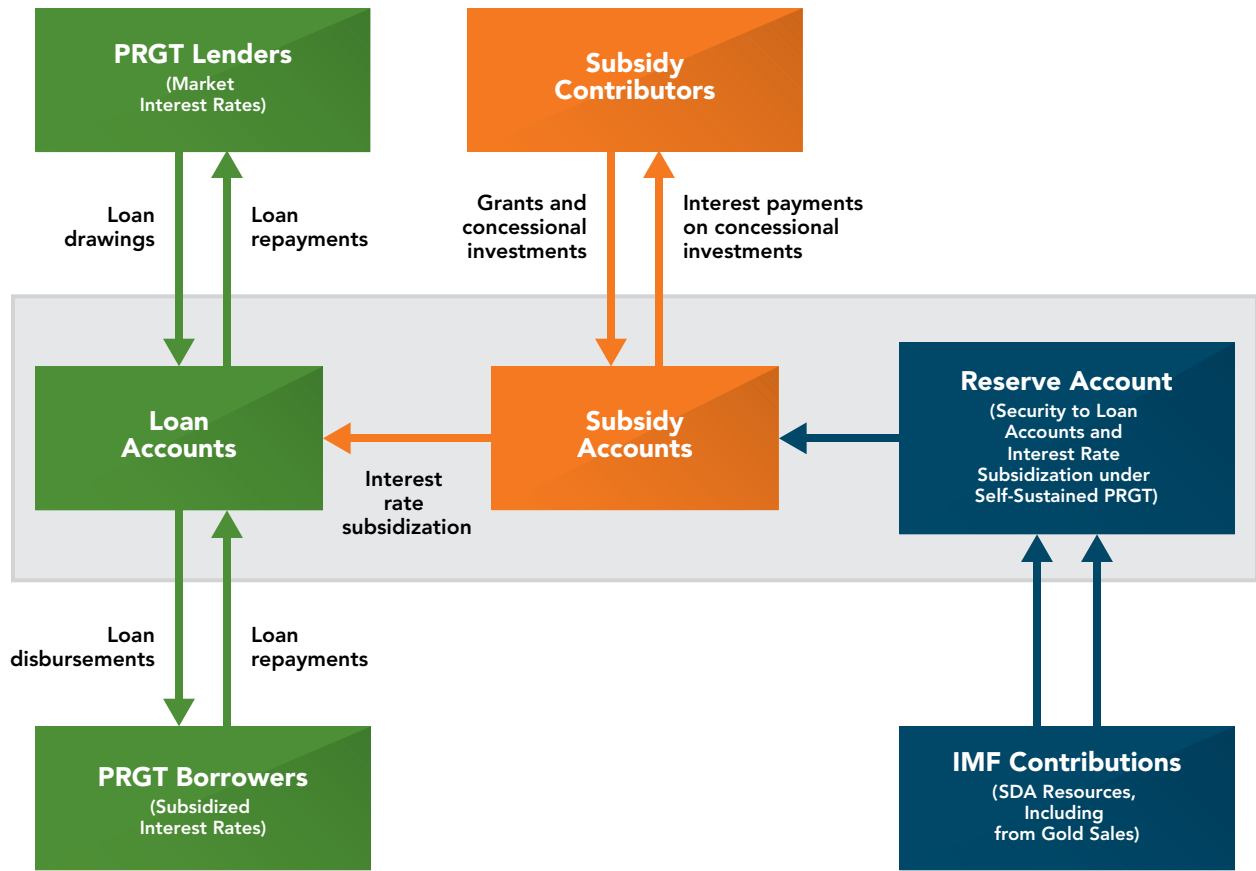 PRGT Lenders
(Market
Interest Rates)
Subsidy
Contributors
Loan
drawings
Loan
repayments
Grants and
concessional
investments
Interest payments
on concessional
investments
Loan
Accounts
Interest
rate
subsidization
Subsidy
Accounts
Reserve Account
(Security to Loan
Accounts and
Interest Rate
Subsidization under
Self-Sustained PRGT)
Loan
disbursements
Loan
repayments
PRGT Borrowers
(Subsidized
Interest Rates)
IMF Contributions
(SDA Resources,
Including
from Gold Sales)